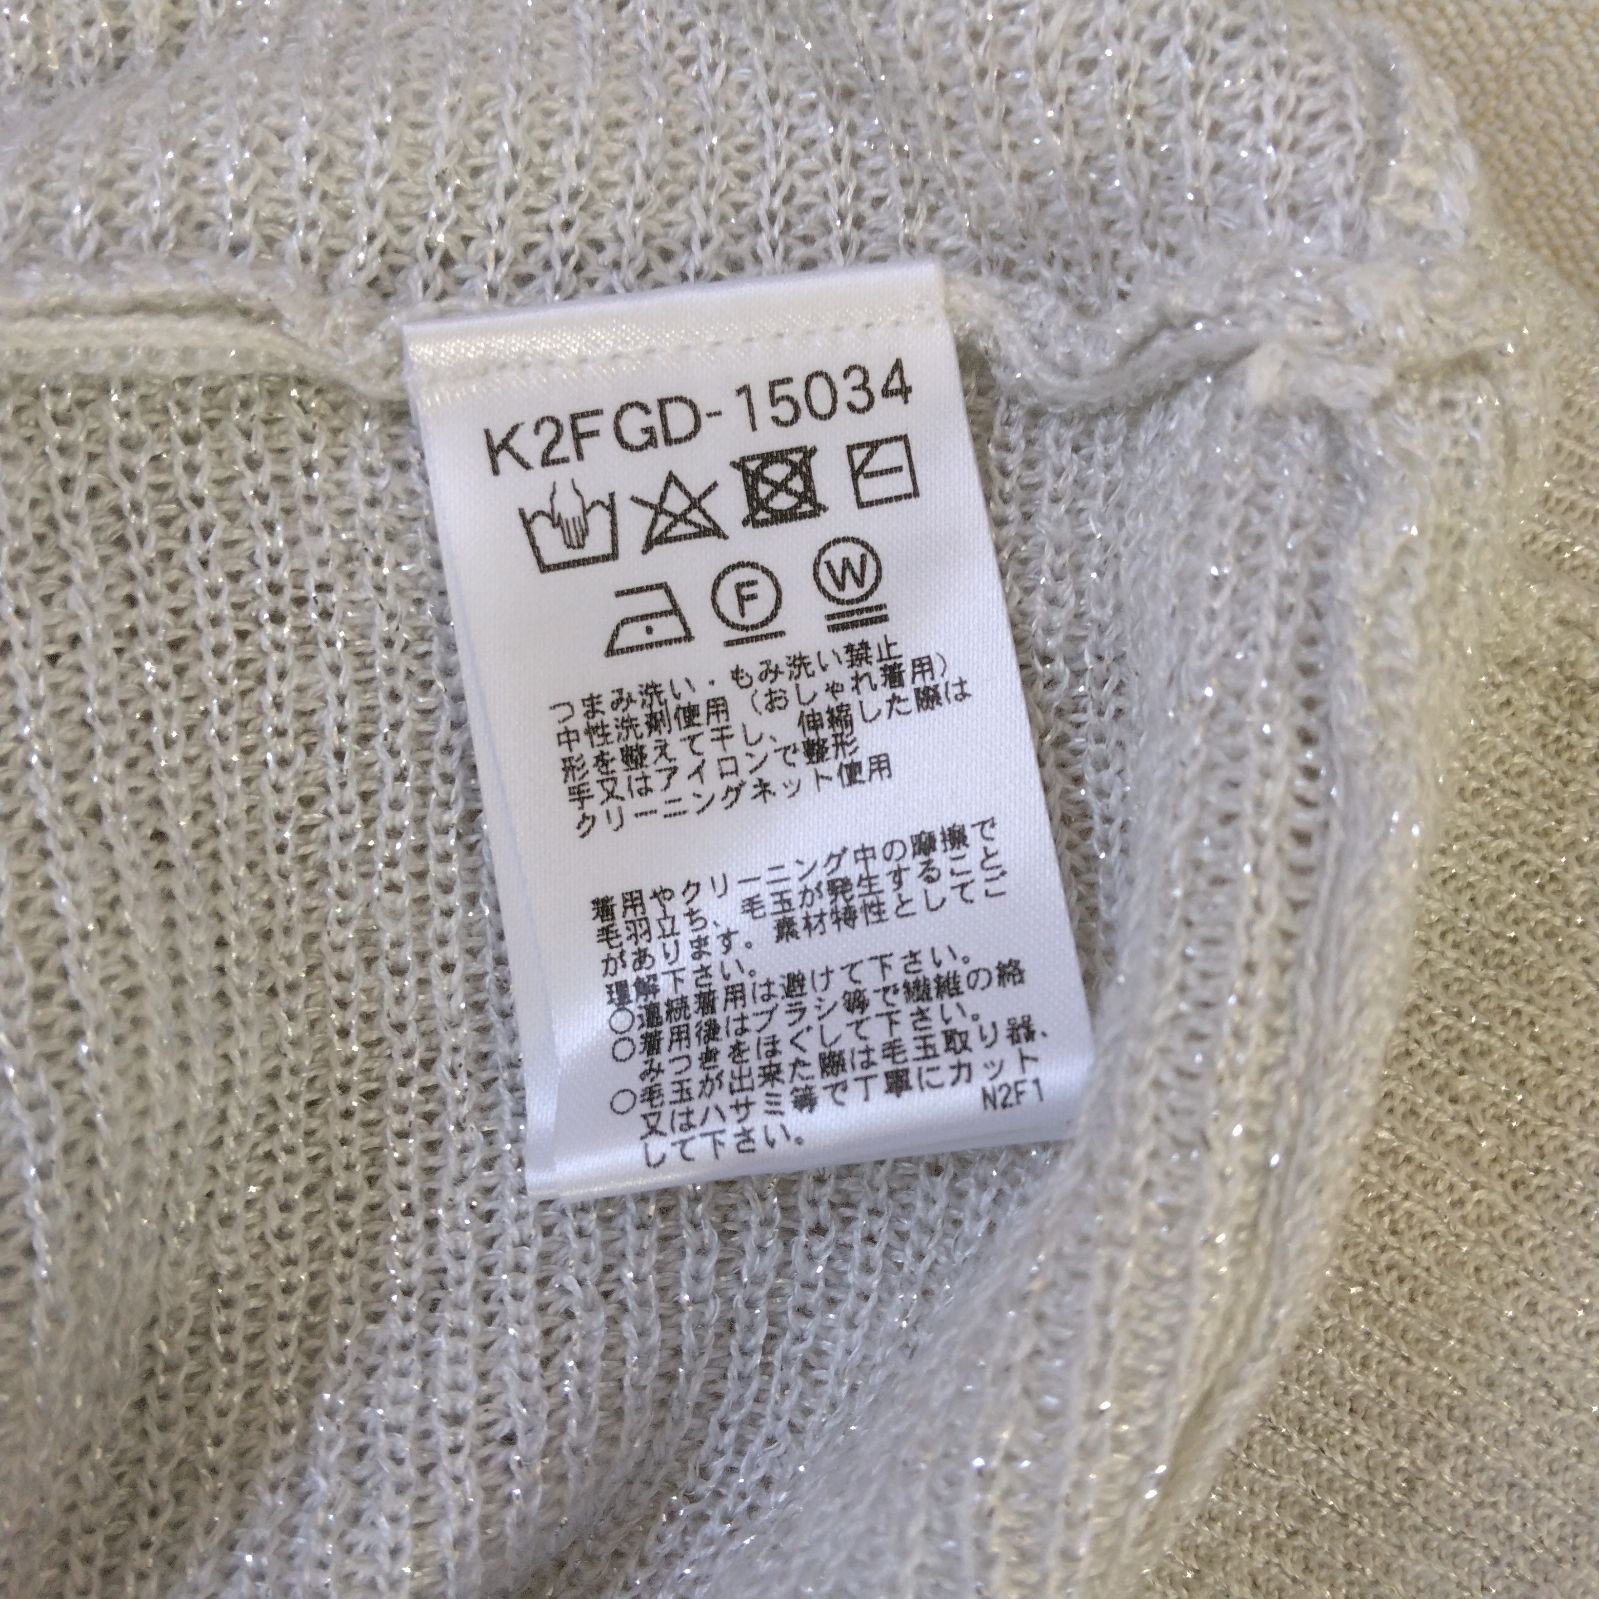 K2FGD-15034
F W
つまみ洗い・もみ洗い禁止
中性洗剤使用（おしゃれ着用）
形を整えて干し、伸縮した際は
手又はアイロンで整形
クリーニングネット使用
着用やクリーニング中の摩擦で
毛羽立ち、毛玉が発生すること
があります。素材特性としてご
理解下さい。
○連続着用は避けて下さい。
○着用後はブラシ等で繊維の絡
みつきをほぐして下さい。
○毛玉が出来た際は毛玉取り器、
又はハサミ等で丁寧にカット
して下さい。
N2F1